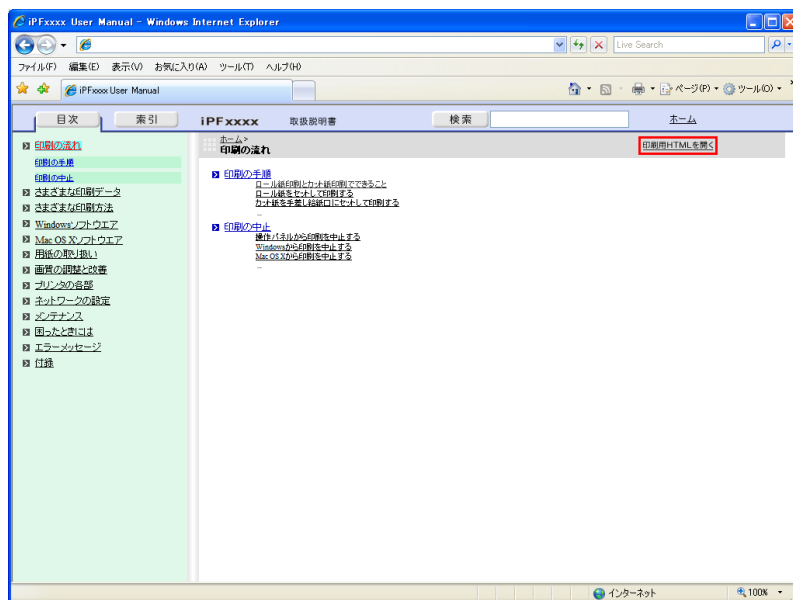 iPFxxxx User Manual - Windows Internet Explorer
Live Search
ファイル(F) 編集(E) 表示(V) お気に入り(A) ツール(T) ヘルプ(H)
iPFxxxx User Manual
ページ(P) ツール(O)
目次 索引 iPFxxxx 取扱説明書 検索 ホーム
印刷の流れ
印刷の手順
印刷の中止
さまざまな印刷データ
さまざまな印刷方法
Windowsソフトウエア
Mac OS Xソフトウエア
用紙の取り扱い
画質の調整と改善
プリンタの各部
ネットワークの設定
メンテナンス
困ったときには
エラーメッセージ
付録
ホーム>
印刷の流れ
印刷用HTMLを開く
印刷の手順
ロール紙印刷とカット紙印刷でできること
ロール紙をセットして印刷する
カット紙を手差し給紙口にセットして印刷する
...
印刷の中止
操作パネルから印刷を中止する
Windowsから印刷を中止する
Mac OS Xから印刷を中止する
...
インターネット 100%